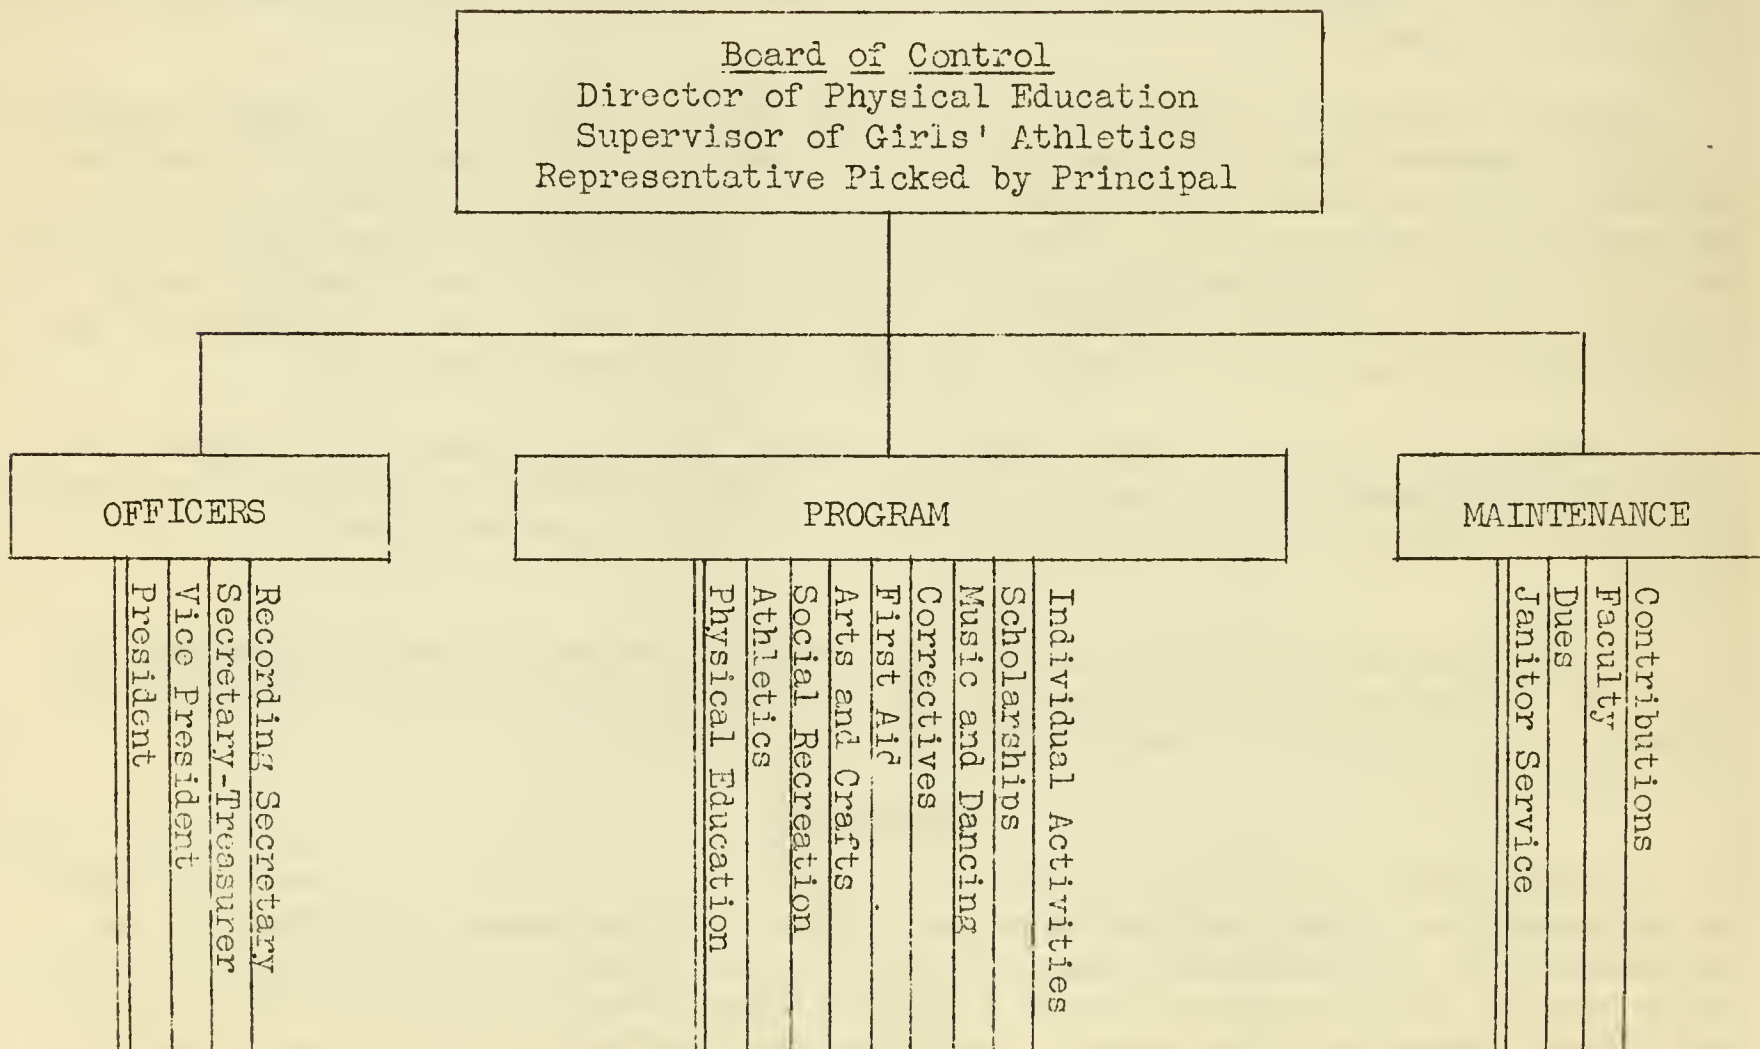 Board of Control
Director of Physical Education
Supervisor of Girls' Athletics
Representative Picked by Principal
OFFICERS
PROGRAM
MAINTENANCE
President
Vice President
Secretary-Treasurer
Recording Secretary
Physical Education
Athletics
Social Recreation
Arts and Crafts
First Aid
Correctives
Music and Dancing
Scholarships
Individual Activities
Janitor Service
Dues
Faculty
Contributions